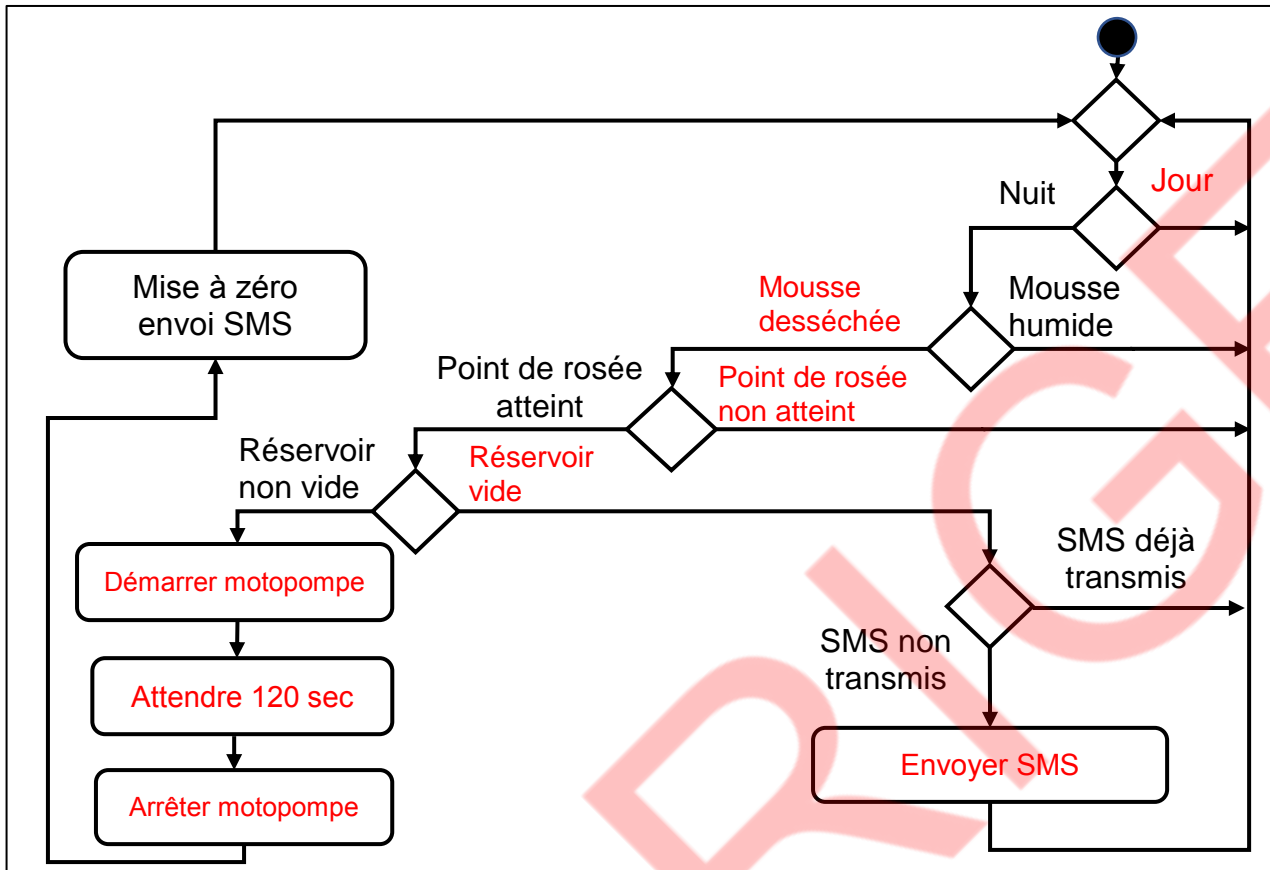 Nuit
Jour
Mise à zéro
envoi SMS
Mousse
desséchée
Mousse
humide
Point de rosée
atteint
Point de rosée
non atteint
Réservoir
non vide
Réservoir
vide
Démarrer motopompe
SMS déjà
transmis
SMS non
transmis
Attendre 120 sec
Envoyer SMS
Arrêter motopompe
RIGE